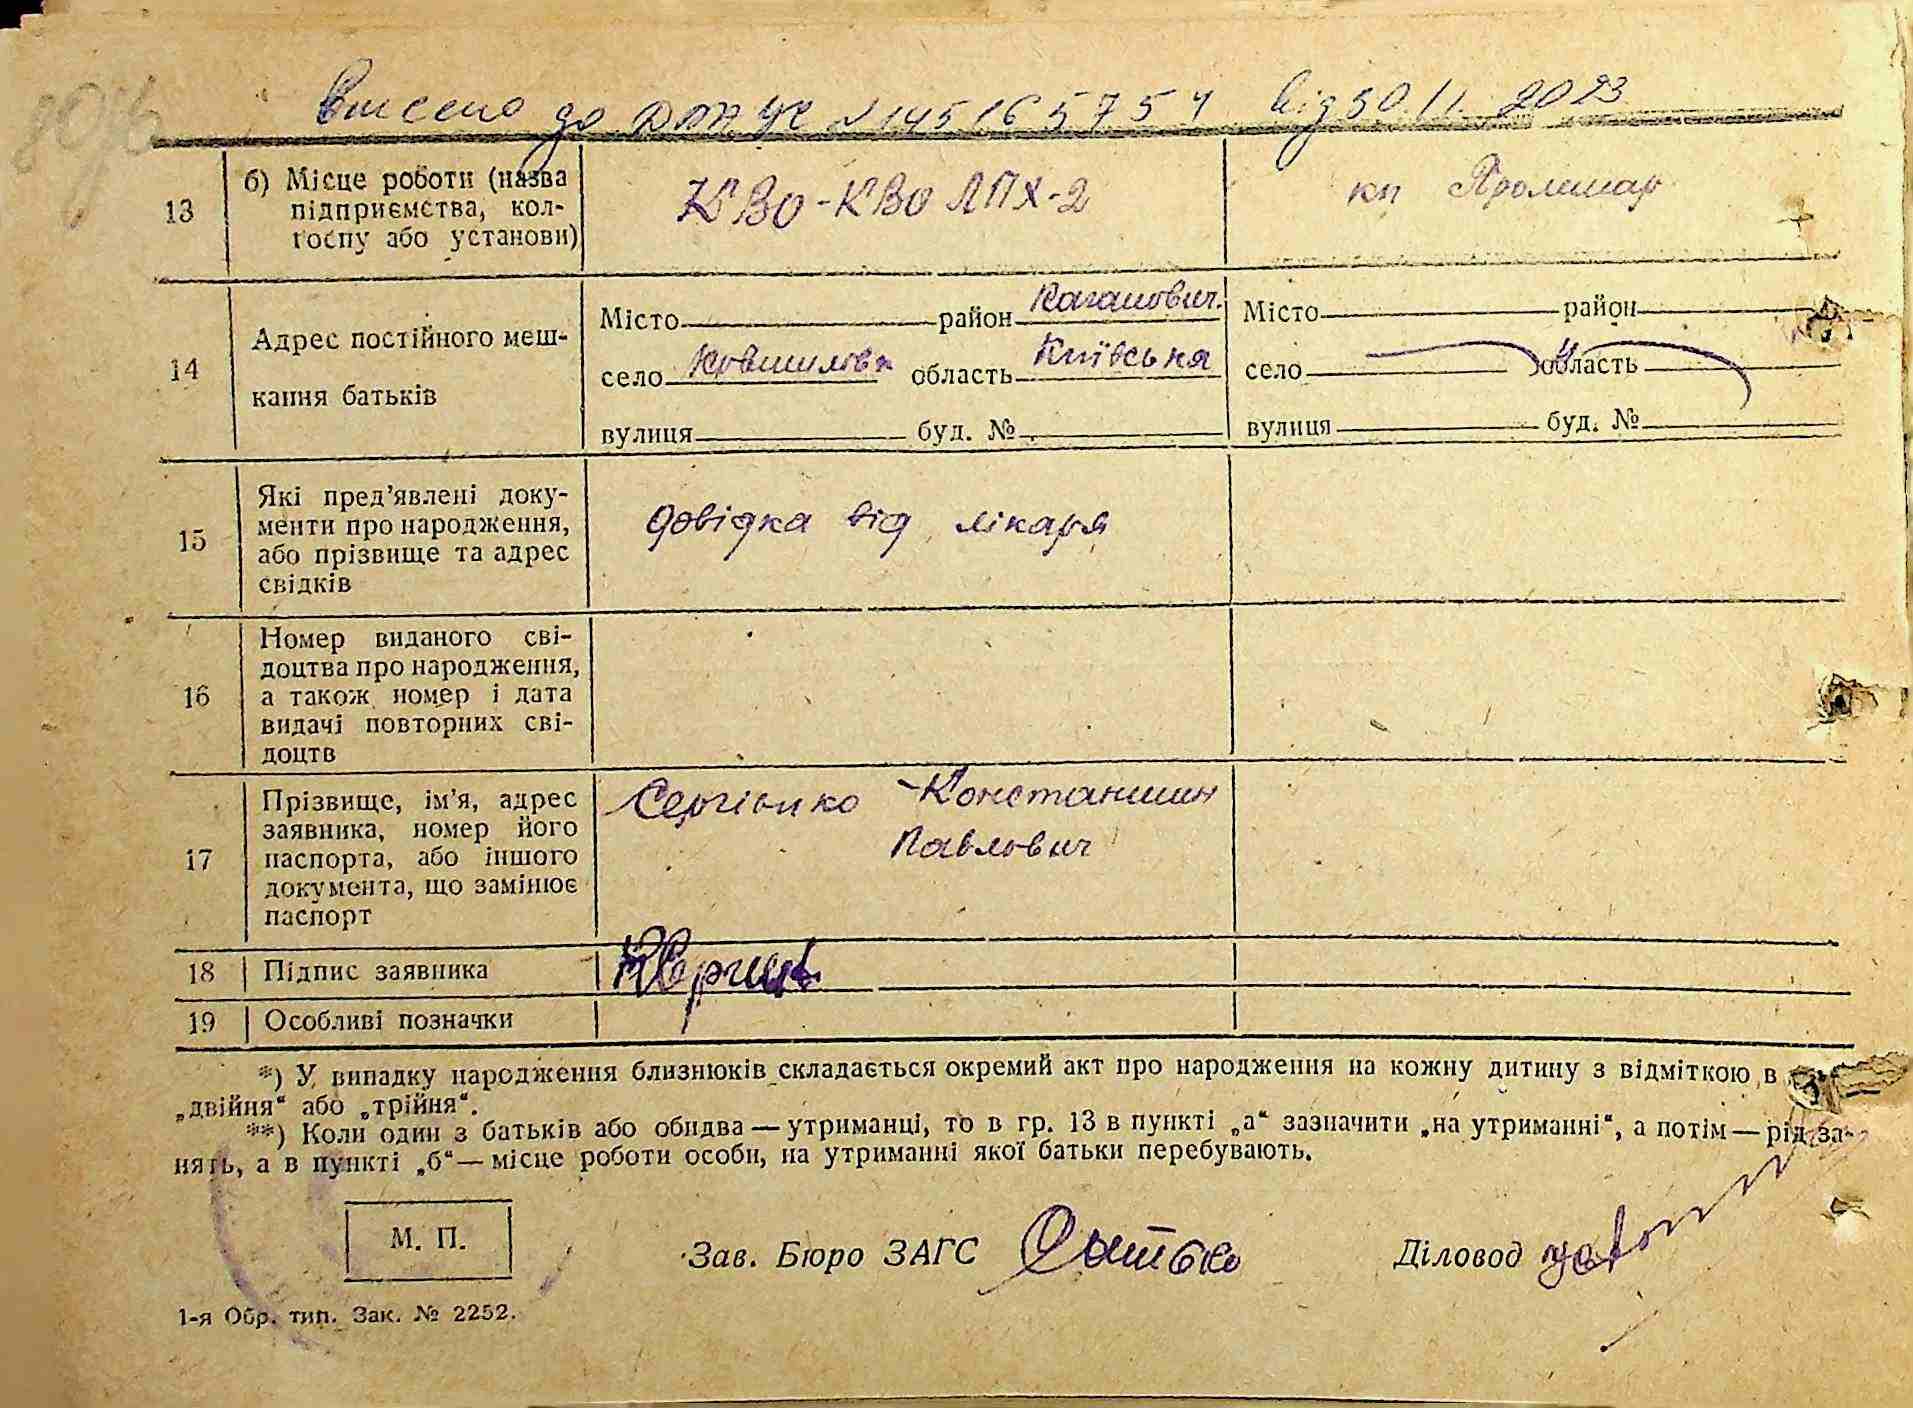 внесено до ДРАЦС №145165754 від 30.11.2023
13
б) Місце роботи (назва підприємства, кол-
госпу або установи)
КВО-КВО ЛПХ-2
кп
14
Адрес постійного меш-
кання батьків
Місто район Каганович.
село область Київська
вулиця буд. №
Місто район
село область
вулиця буд. №
15
Які пред’явлені доку-
менти про народження,
або прізвище та адрес
свідків
довідка від лікаря
16
Номер виданого сві-
доцтва про народження,
а також номер і дата
видачі повторних сві-
доцтв
17
Прізвище, ім’я, адрес
заявника, номер його
паспорта, або іншого
документа, що замінює
паспорт
Сергієнко Константин
Павлович
18
Підпис заявника
19
Особливі позначки
*) У випадку народження близнюків складається окремий акт про народження на кожну дитину з відміткою в
„двійня“ або „трійня“.
**) Коли один з батьків або обидва — утриманці, то в гр. 13 в пункті „а“ зазначити „на утриманні“, а потім — рід за-
нять, а в пункті „б“ — місце роботи особи, на утриманні якої батьки перебувають.
М. П.
Зав. Бюро ЗАГС
Діловод
1-я Обр. тип. Зак. № 2252.